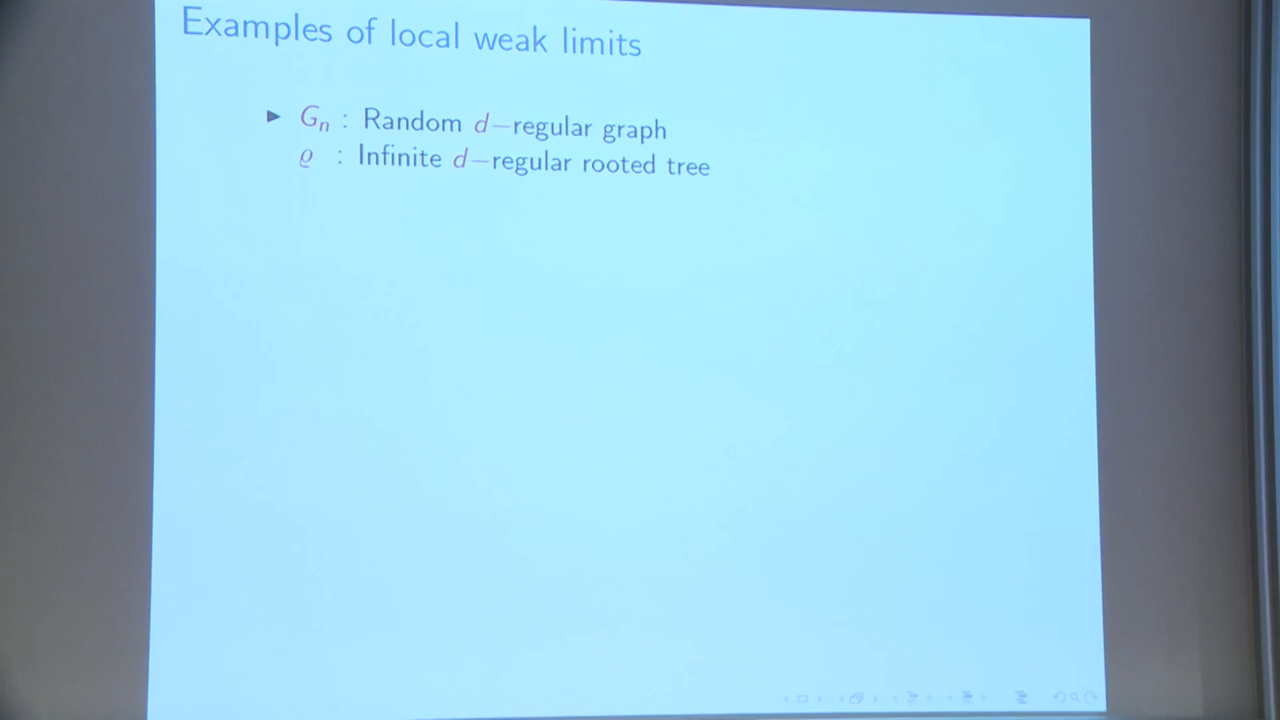 Examples of local weak limits
▶ Gₙ : Random d−regular graph
ϱ : Infinite d−regular rooted tree